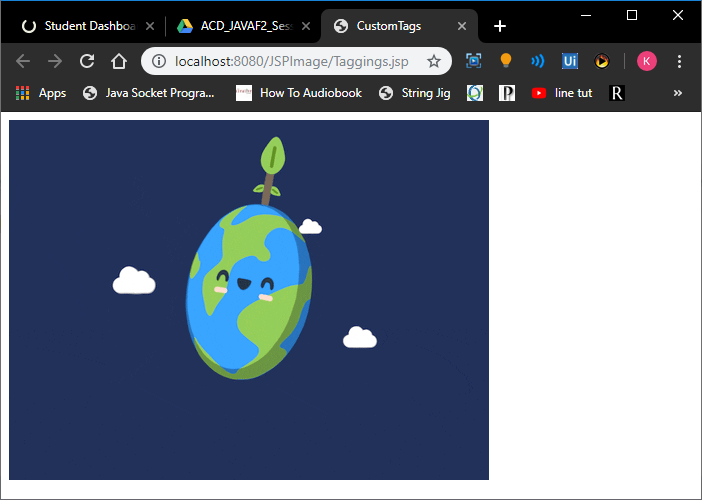 Student Dashboa
ACD_JAVAF2_Ses
CustomTags
localhost:8080/JSPImage/Taggings.jsp
Ui
K
Apps
Java Socket Progra...
How To Audiobook
String Jig
P
line tut
R
»